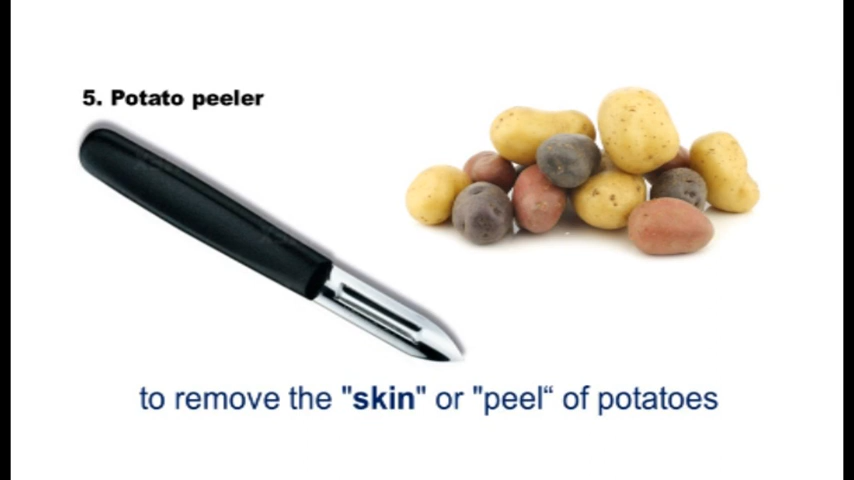 5. Potato peeler
to remove the "skin" or "peel“ of potatoes